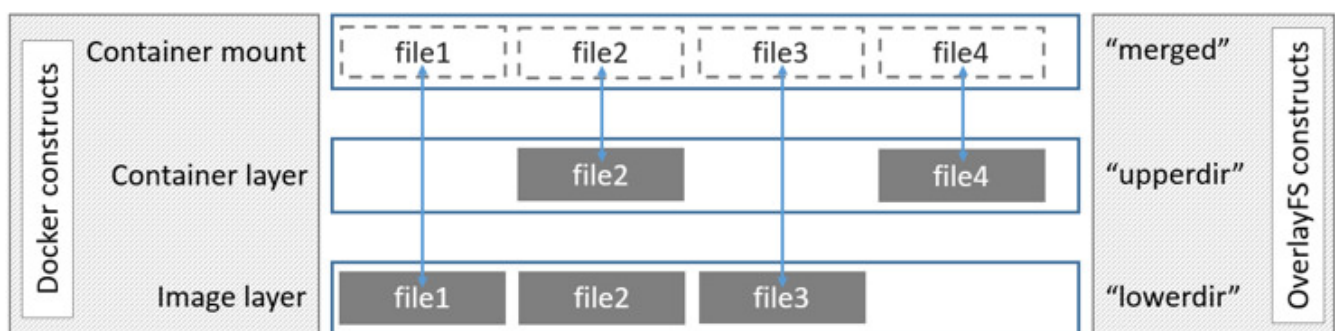 Docker constructs
Container mount
file1 file2 file3 file4
“merged”
Container layer
file2 file4
“upperdir”
Image layer
file1 file2 file3
“lowerdir”
OverlayFS constructs